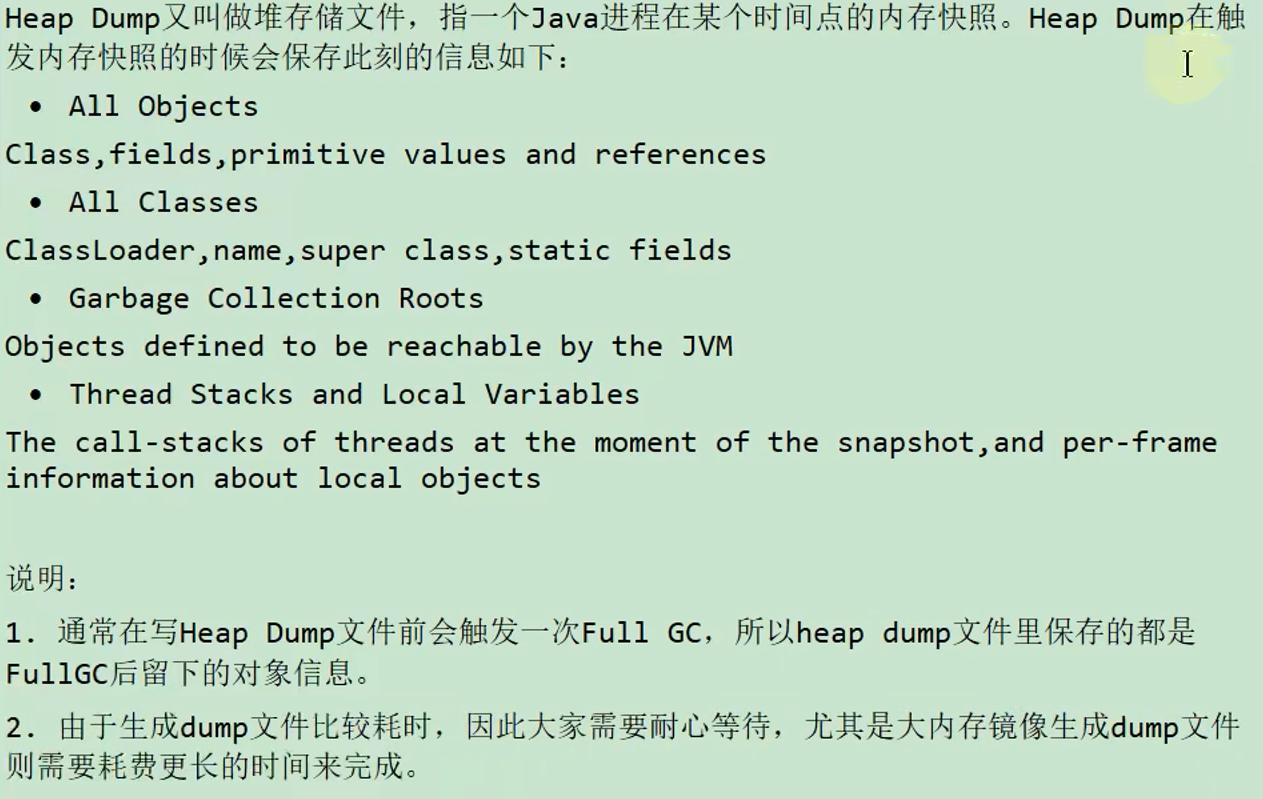 Heap Dump又叫做堆存储文件，指一个Java进程在某个时间点的内存快照。Heap Dump在触
发内存快照的时候会保存此刻的信息如下：
• All Objects
Class,fields,primitive values and references
• All Classes
ClassLoader,name,super class,static fields
• Garbage Collection Roots
Objects defined to be reachable by the JVM
• Thread Stacks and Local Variables
The call-stacks of threads at the moment of the snapshot,and per-frame
information about local objects
说明：
1. 通常在写Heap Dump文件前会触发一次Full GC，所以heap dump文件里保存的都是
FullGC后留下的对象信息。
2. 由于生成dump文件比较耗时，因此大家需要耐心等待，尤其是大内存镜像生成dump文件
则需要耗费更长的时间来完成。